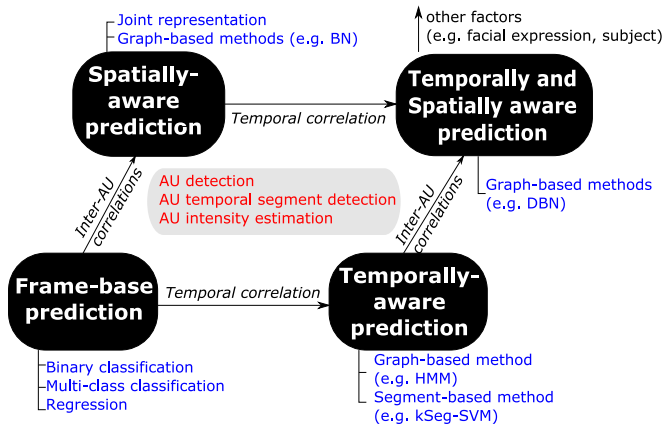 Joint representation
Graph-based methods (e.g. BN)
other factors
(e.g. facial expression, subject)
Spatially-
aware
prediction
Temporal correlation
Temporally and
Spatially aware
prediction
Graph-based methods
(e.g. DBN)
Inter-AU
correlations
AU detection
AU temporal segment detection
AU intensity estimation
Inter-AU
correlations
Frame-base
prediction
Temporal correlation
Temporally-
aware
prediction
Binary classification
Multi-class classification
Regression
Graph-based method
(e.g. HMM)
Segment-based method
(e.g. kSeg-SVM)